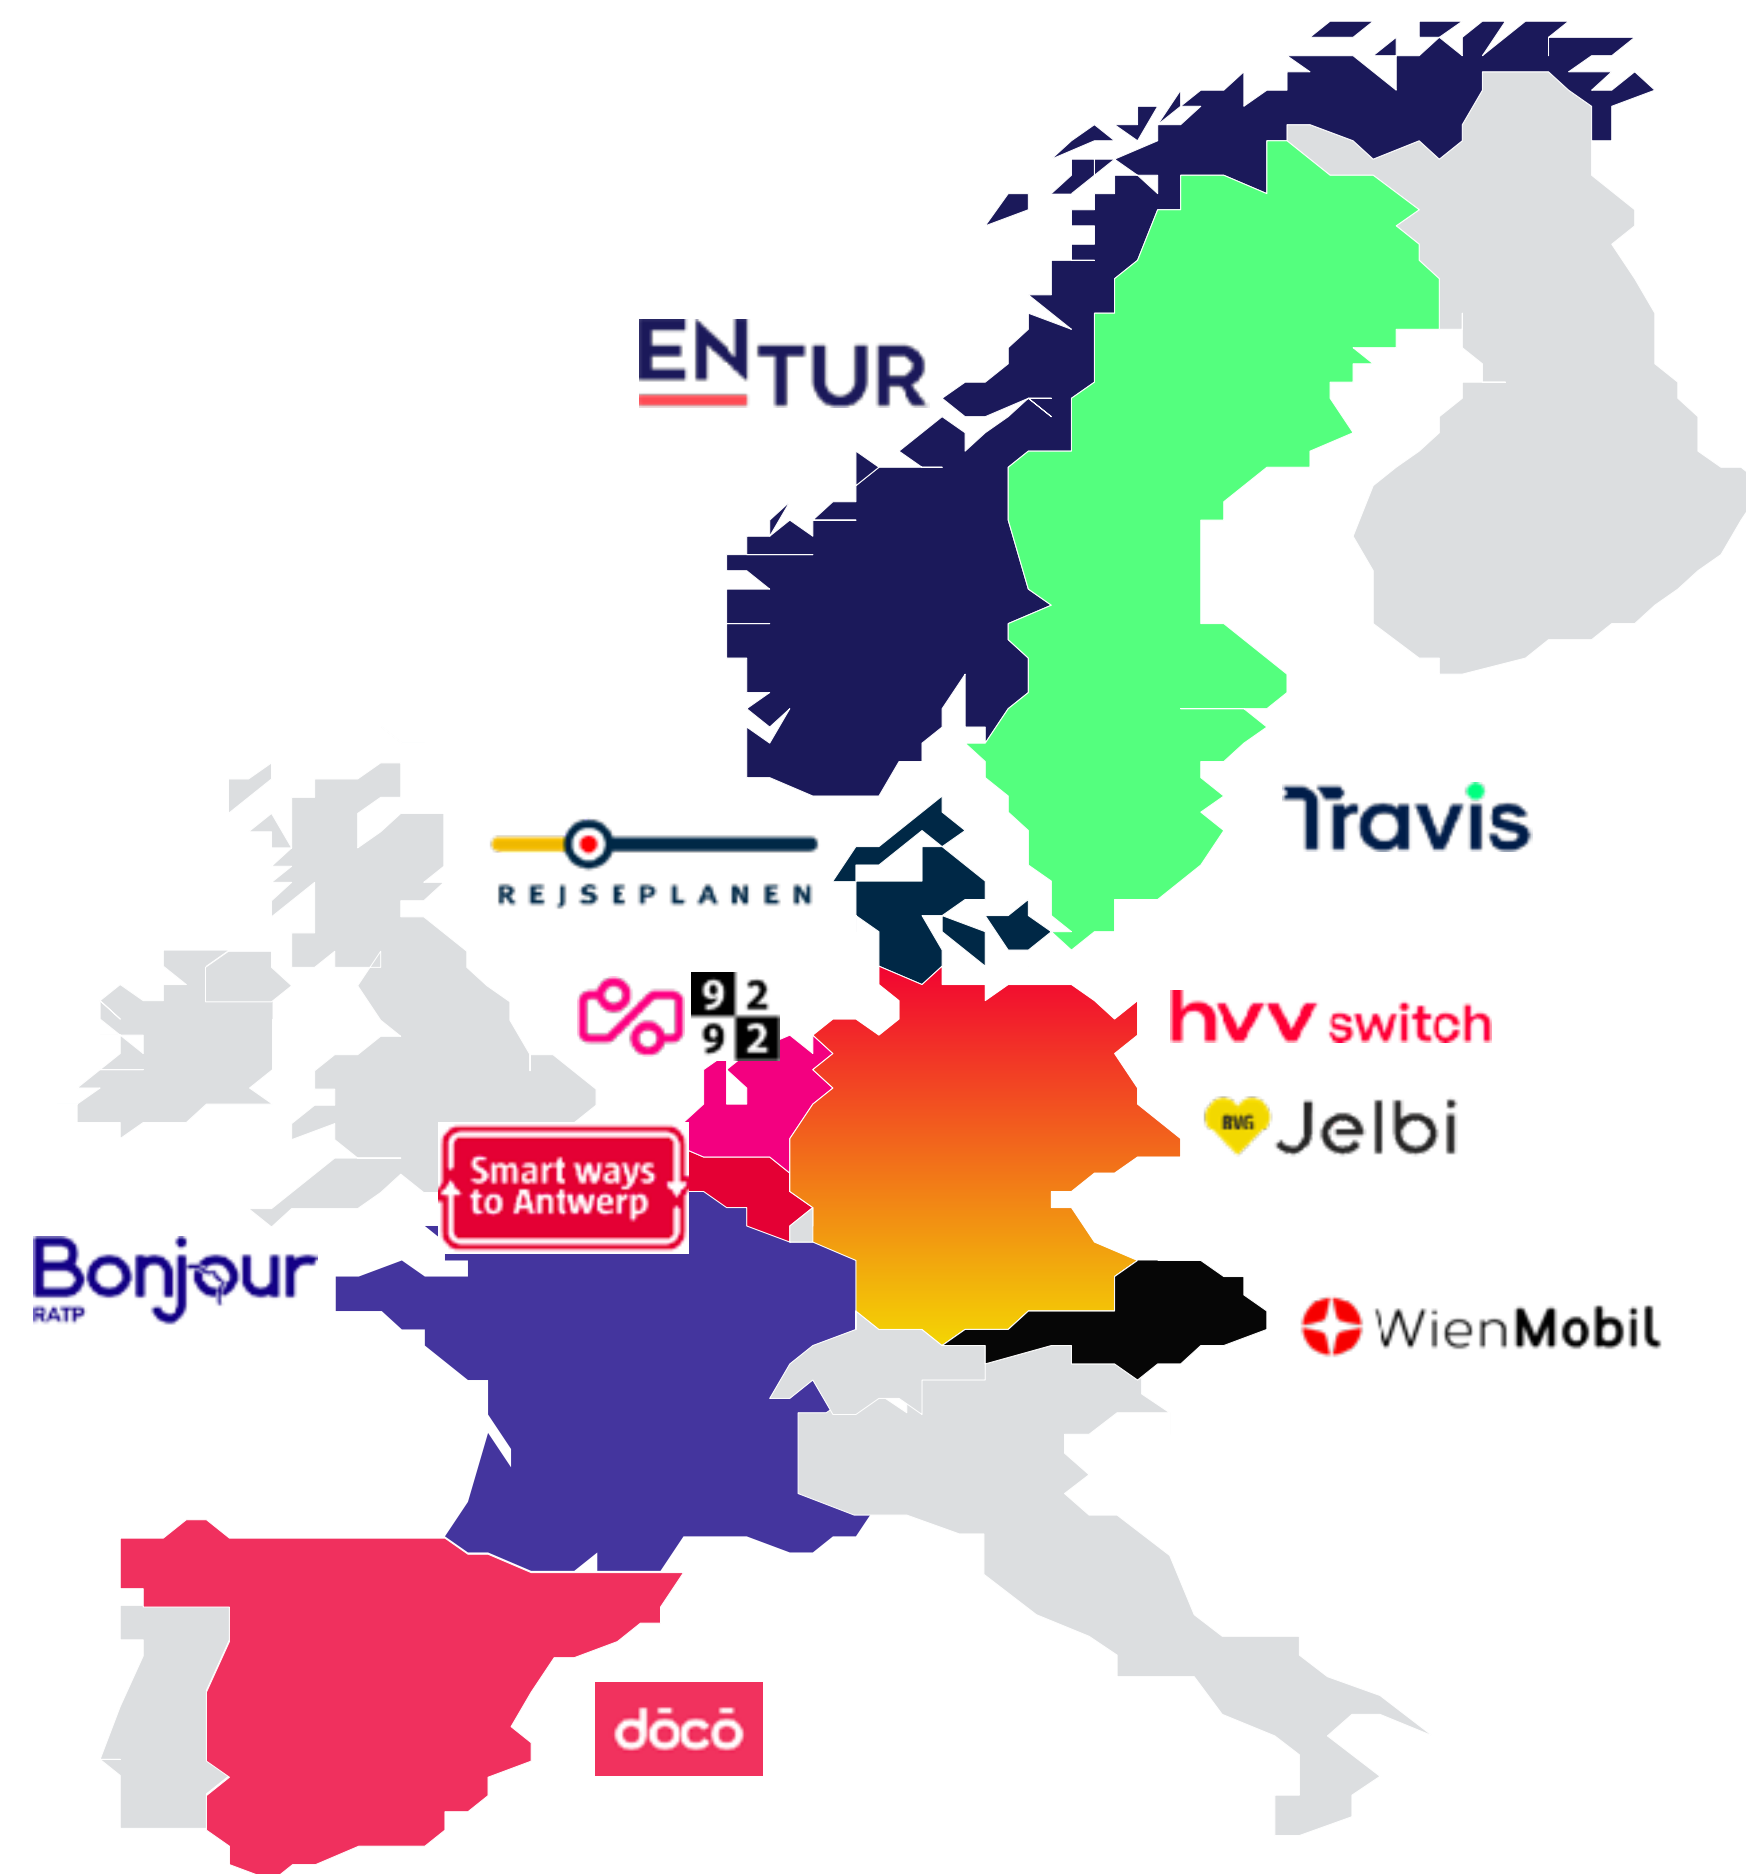 ENTUR
Travis
REJSEPLANEN
9 2
9 2
hvv switch
BVG Jelbi
Smart ways
to Antwerp
Bonjour
RATP
WienMobil
dōcō